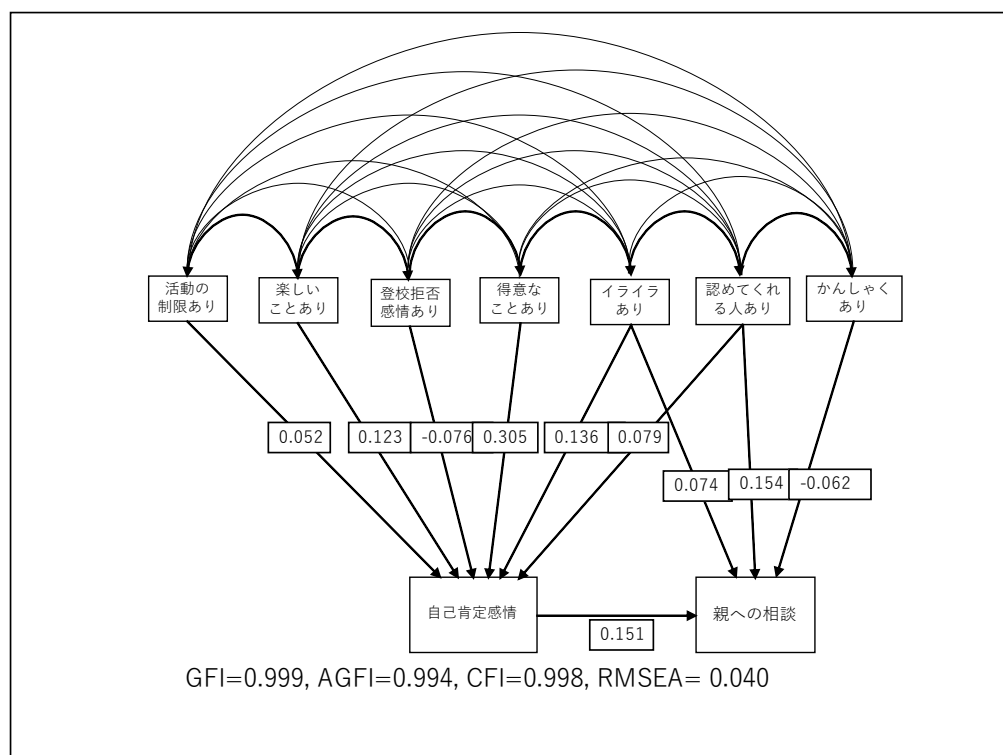 活動の
制限あり
楽しい
ことあり
登校拒否
感情あり
得意な
ことあり
イライラ
あり
認めてくれ
る人あり
かんしゃく
あり
0.052
0.123
-0.076
0.305
0.136
0.079
0.074
0.154
-0.062
自己肯定感情
親への相談
0.151
GFI=0.999, AGFI=0.994, CFI=0.998, RMSEA= 0.040